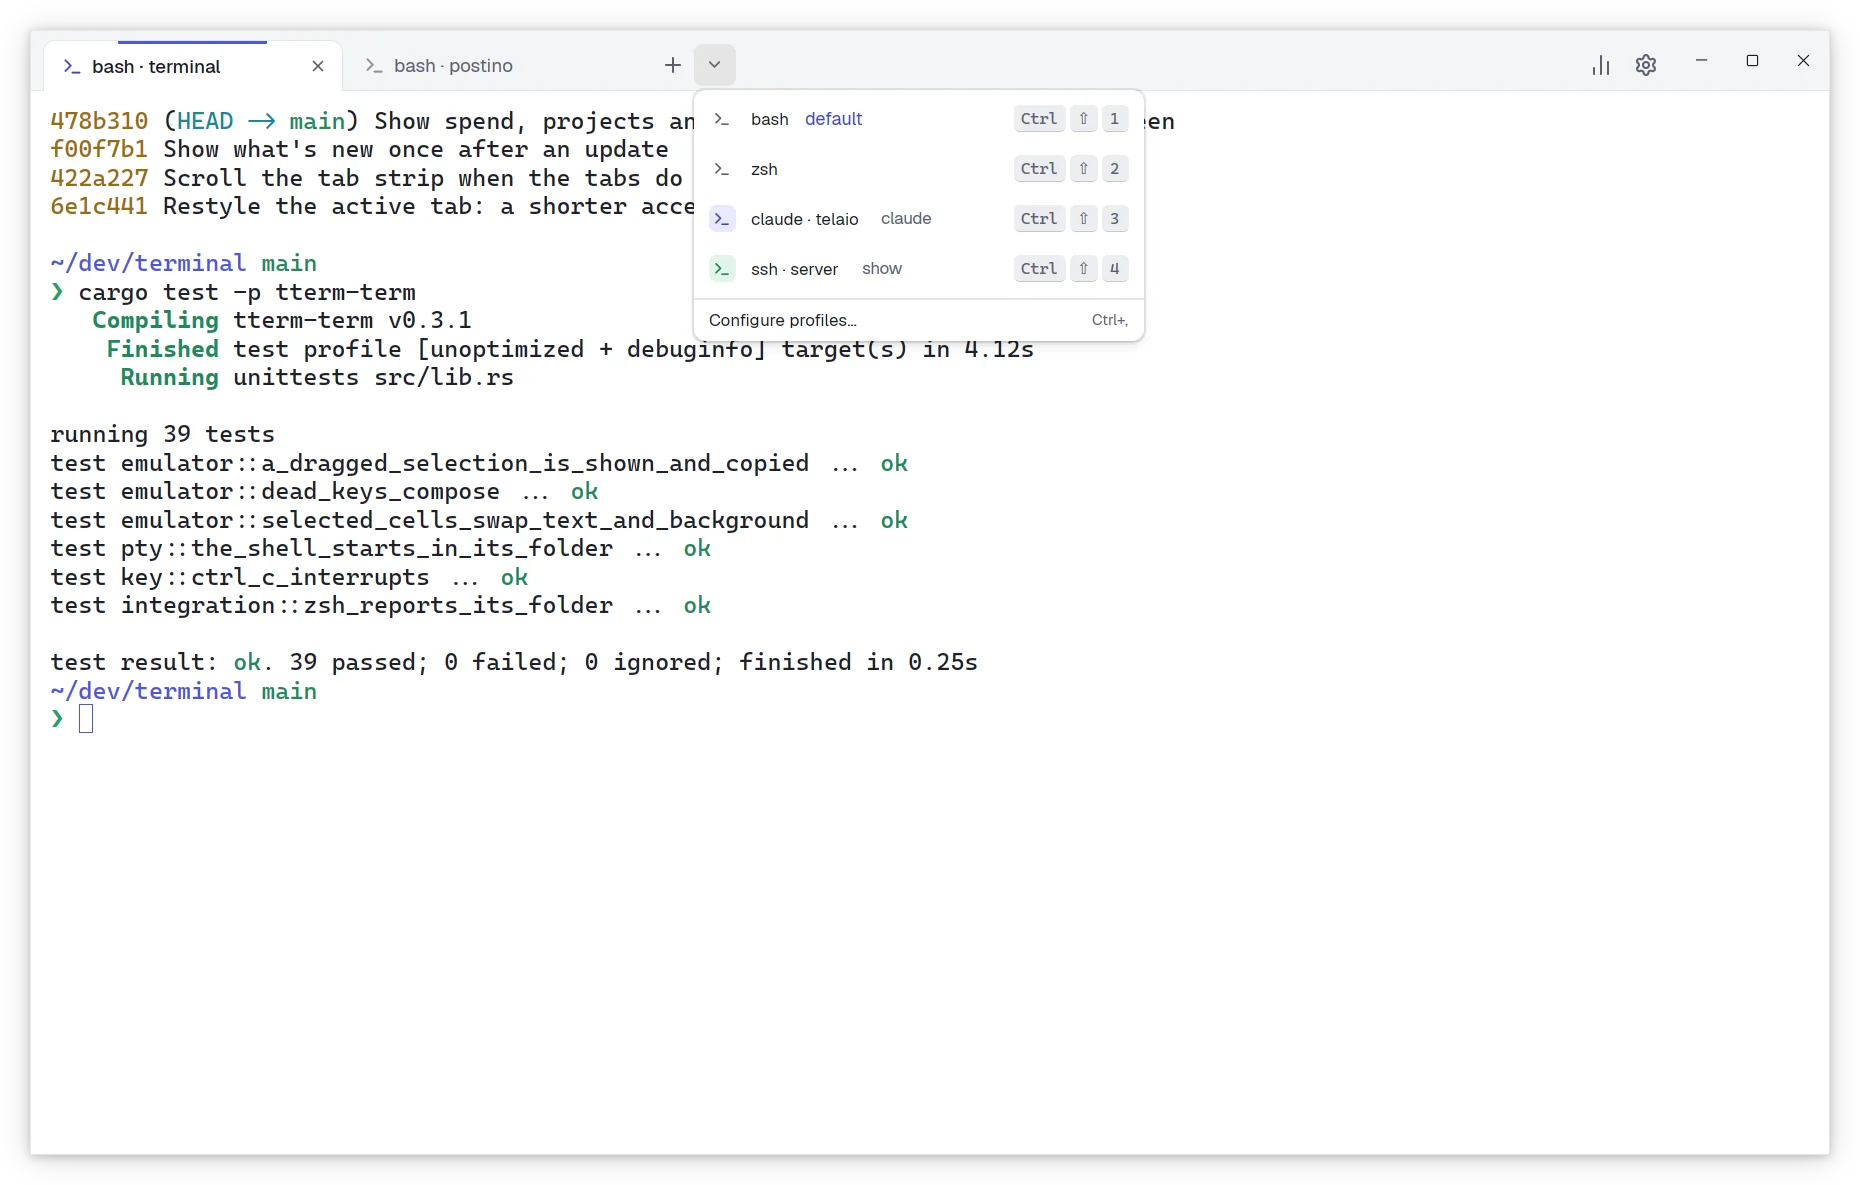 bash · terminal
bash · postino
478b310 (HEAD -> main) Show spend, projects an
een
f00f7b1 Show what's new once after an update
422a227 Scroll the tab strip when the tabs do
6e1c441 Restyle the active tab: a shorter acce
bash default Ctrl ⇧ 1
zsh Ctrl ⇧ 2
claude · telaio claude Ctrl ⇧ 3
ssh · server show Ctrl ⇧ 4
Configure profiles... Ctrl+,
~/dev/terminal main
❯ cargo test -p tterm-term
Compiling tterm-term v0.3.1
Finished test profile [unoptimized + debuginfo] target(s) in 4.12s
Running unittests src/lib.rs
running 39 tests
test emulator::a_dragged_selection_is_shown_and_copied ... ok
test emulator::dead_keys_compose ... ok
test emulator::selected_cells_swap_text_and_background ... ok
test pty::the_shell_starts_in_its_folder ... ok
test key::ctrl_c_interrupts ... ok
test integration::zsh_reports_its_folder ... ok
test result: ok. 39 passed; 0 failed; 0 ignored; finished in 0.25s
~/dev/terminal main
❯